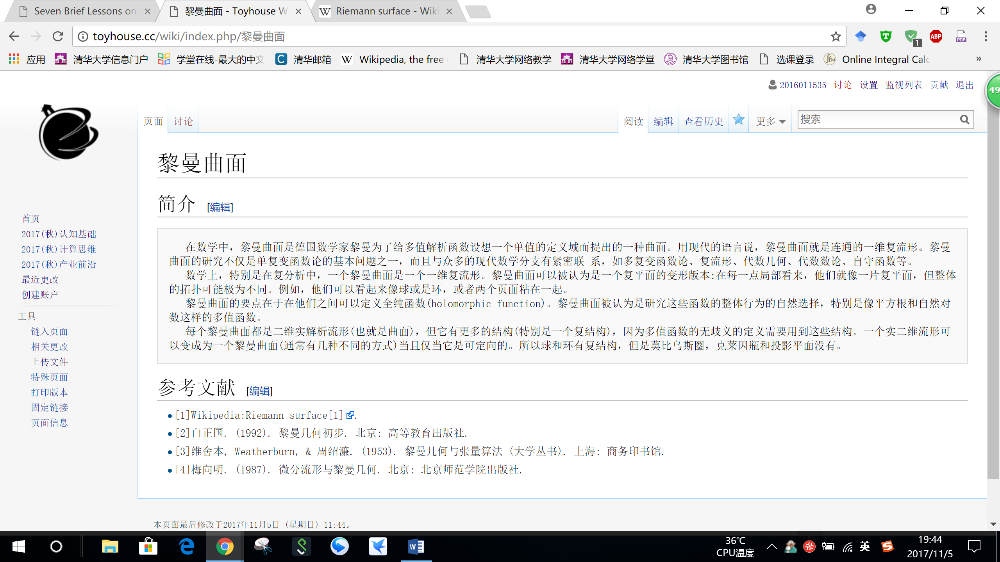 Seven Brief Lessons on
黎曼曲面 - Toyhouse W
Riemann surface - Wiki
toyhouse.cc/wiki/index.php/黎曼曲面
1
ABP
PDF
应用
清华大学信息门户
学堂在线-最大的中文
清华邮箱
Wikipedia, the free
清华大学网络教学
清华大学网络学堂
清华大学图书馆
选课登录
Online Integral Calc
»
2016011535 讨论 设置 监视列表 贡献 退出
49
页面 讨论
阅读 编辑 查看历史 更多 搜索
黎曼曲面
简介 [编辑]
在数学中，黎曼曲面是德国数学家黎曼为了给多值解析函数设想一个单值的定义域而提出的一种曲面。用现代的语言说，黎曼曲面就是连通的一维复流形。黎曼
曲面的研究不仅是单复变函数论的基本问题之一，而且与众多的现代数学分支有紧密联 系，如多复变函数论、复流形、代数几何、代数数论、自守函数等。
数学上，特别是在复分析中，一个黎曼曲面是一个一维复流形。黎曼曲面可以被认为是一个复平面的变形版本:在每一点局部看来，他们就像一片复平面，但整体
的拓扑可能极为不同。例如，他们可以看起来像球或是环，或者两个页面粘在一起。
黎曼曲面的要点在于在他们之间可以定义全纯函数(holomorphic function)。黎曼曲面被认为是研究这些函数的整体行为的自然选择，特别是像平方根和自然对
数这样的多值函数。
每个黎曼曲面都是二维实解析流形(也就是曲面)，但它有更多的结构(特别是一个复结构)，因为多值函数的无歧义的定义需要用到这些结构。一个实二维流形可
以变成为一个黎曼曲面(通常有几种不同的方式)当且仅当它是可定向的。所以球和环有复结构，但是莫比乌斯圈，克莱因瓶和投影平面没有。
参考文献 [编辑]
[1]Wikipedia:Riemann surface[1].
[2]白正国. (1992). 黎曼几何初步. 北京: 高等教育出版社.
[3]维舍本, Weatherburn, & 周绍濂. (1953). 黎曼几何与张量算法 (大学丛书). 上海: 商务印书馆.
[4]梅向明. (1987). 微分流形与黎曼几何. 北京: 北京师范学院出版社.
首页
2017(秋)认知基础
2017(秋)计算思维
2017(秋)产业前沿
最近更改
创建账户
工具
链入页面
相关更改
上传文件
特殊页面
打印版本
固定链接
页面信息
本页面最后修改于2017年11月5日 (星期日) 11:44。
36℃
CPU温度
英
19:44
2017/11/5